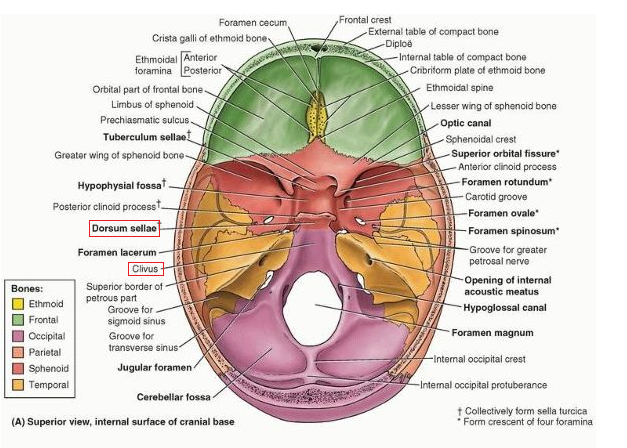 Foramen cecum
Frontal crest
Crista galli of ethmoid bone
External table of compact bone
Diploë
Ethmoidal
foramina
Anterior
Posterior
Internal table of compact bone
Cribriform plate of ethmoid bone
Orbital part of frontal bone
Ethmoidal spine
Limbus of sphenoid
Lesser wing of sphenoid bone
Prechiasmatic sulcus
Optic canal
Tuberculum sellae†
Sphenoidal crest
Greater wing of sphenoid bone
Superior orbital fissure*
Anterior clinoid process
Hypophysial fossa†
Foramen rotundum*
Carotid groove
Posterior clinoid process†
Foramen ovale*
Dorsum sellae†
Foramen spinosum*
Foramen lacerum
Groove for greater
petrosal nerve
Clivus
Superior border of
petrous part
Opening of internal
acoustic meatus
Groove for
sigmoid sinus
Hypoglossal canal
Groove for
transverse sinus
Foramen magnum
Jugular foramen
Internal occipital crest
Cerebellar fossa
Internal occipital protuberance
Bones:
Ethmoid
Frontal
Occipital
Parietal
Sphenoid
Temporal
(A) Superior view, internal surface of cranial base
† Collectively form sella turcica
* Form crescent of four foramina